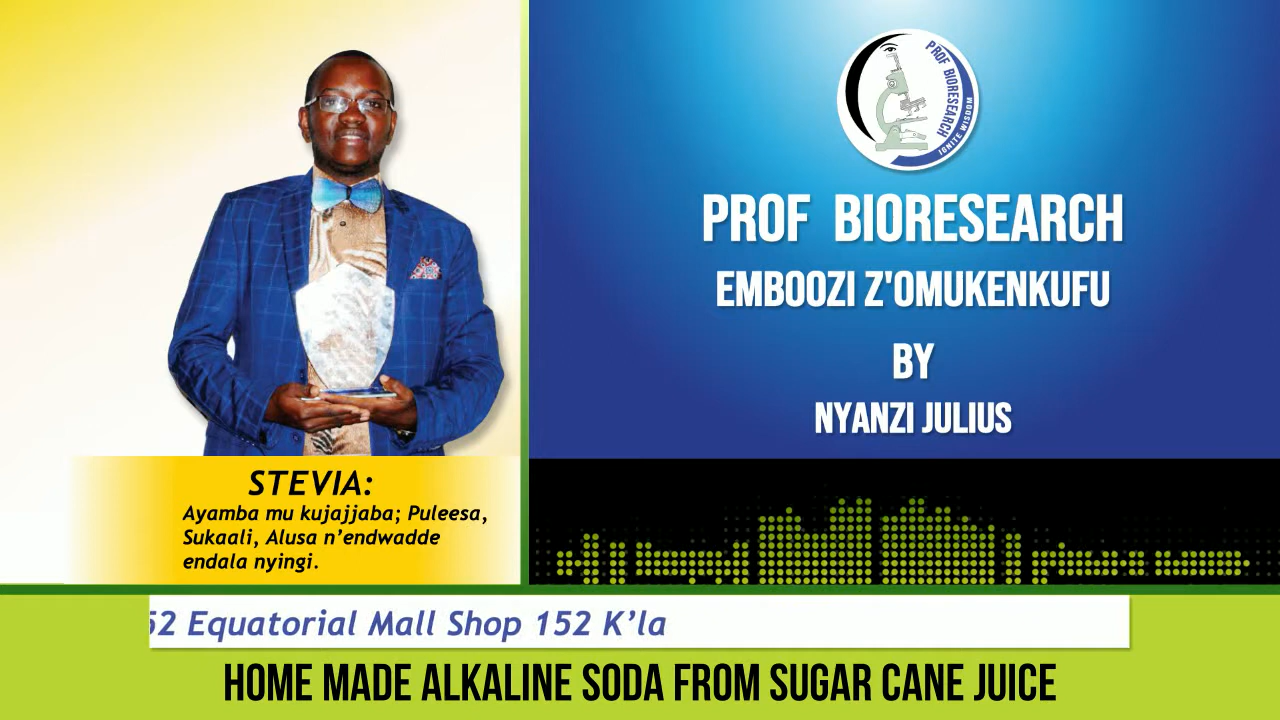 PROF BIORESEARCH
IGNITE WISDOM
PROF BIORESEARCH
EMBOOZI Z'OMUKENKUFU
BY
NYANZI JULIUS
STEVIA:
Ayamba mu kujajjaba; Puleesa,
Sukaali, Alusa n’endwadde
endala nyingi.
52 Equatorial Mall Shop 152 K’la
HOME MADE ALKALINE SODA FROM SUGAR CANE JUICE